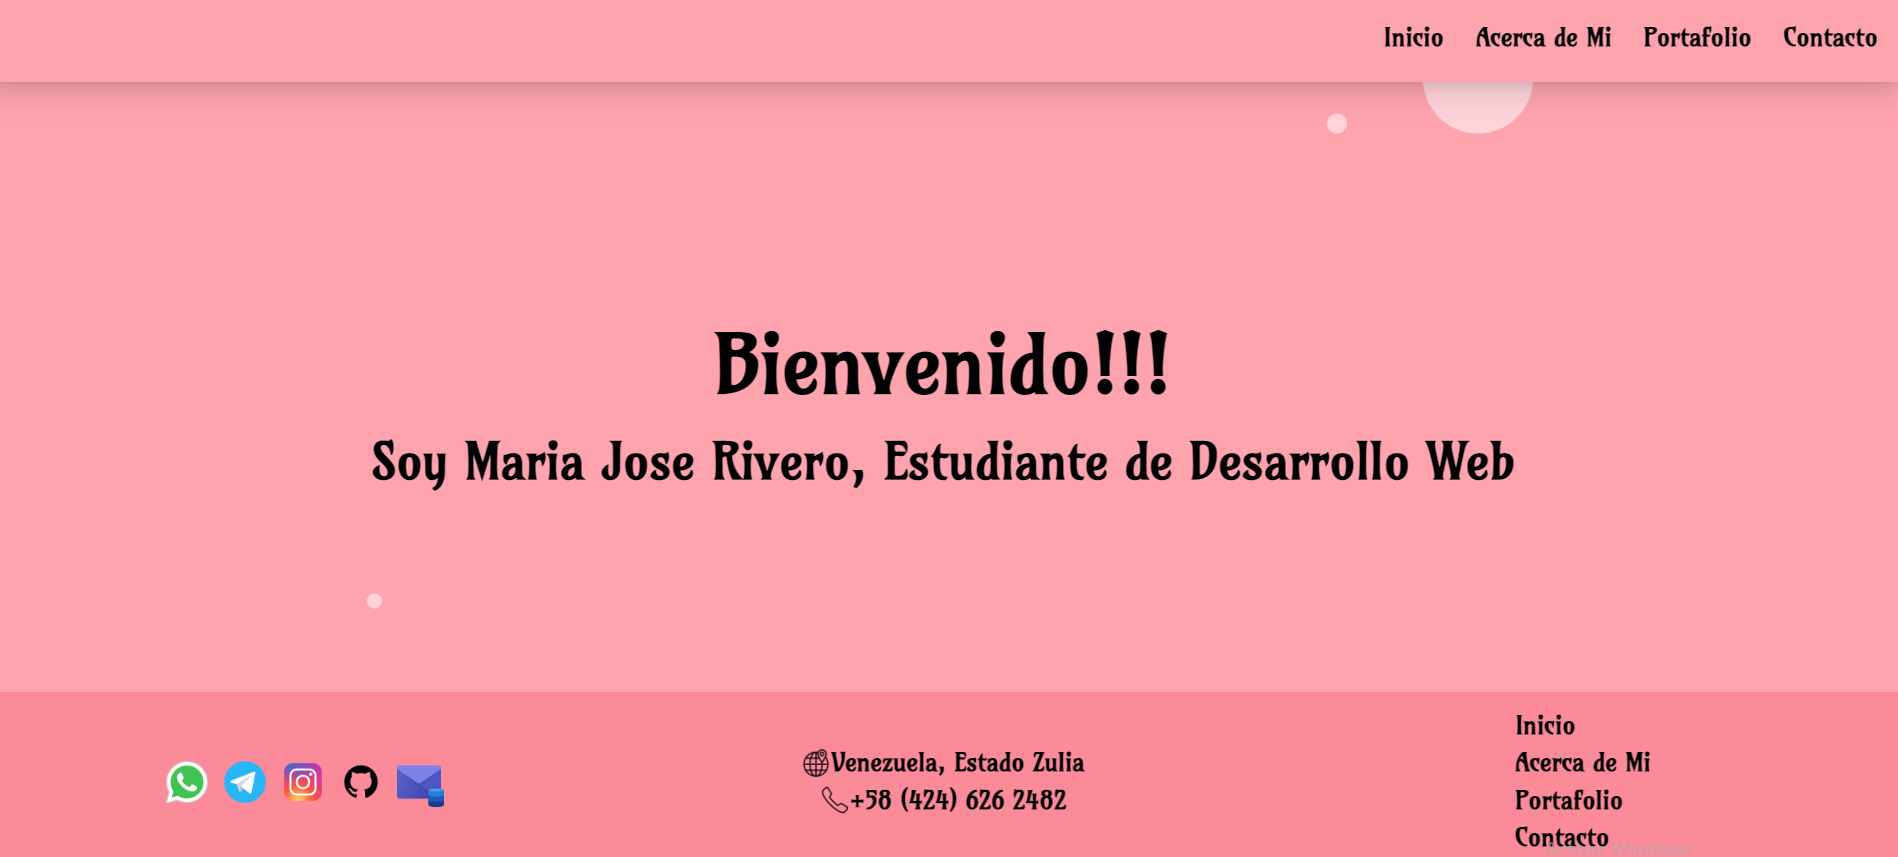 Inicio Acerca de Mi Portafolio Contacto
Bienvenido!!!
Soy Maria Jose Rivero, Estudiante de Desarrollo Web
Venezuela, Estado Zulia
+58 (424) 626 2482
Inicio
Acerca de Mi
Portafolio
Contacto
Windows